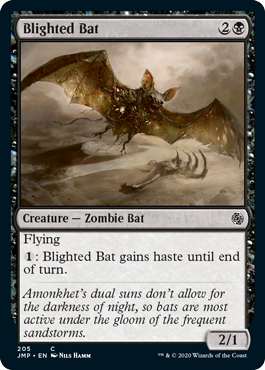 Blighted Bat 2
Creature — Zombie Bat
Flying
1 : Blighted Bat gains haste until end
of turn.
Amonkhet's dual suns don't allow for
the darkness of night, so bats are most
active under the gloom of the frequent
sandstorms.
2/1
205 C
JMP • EN Nils Hamm ™ & © 2020 Wizards of the Coast